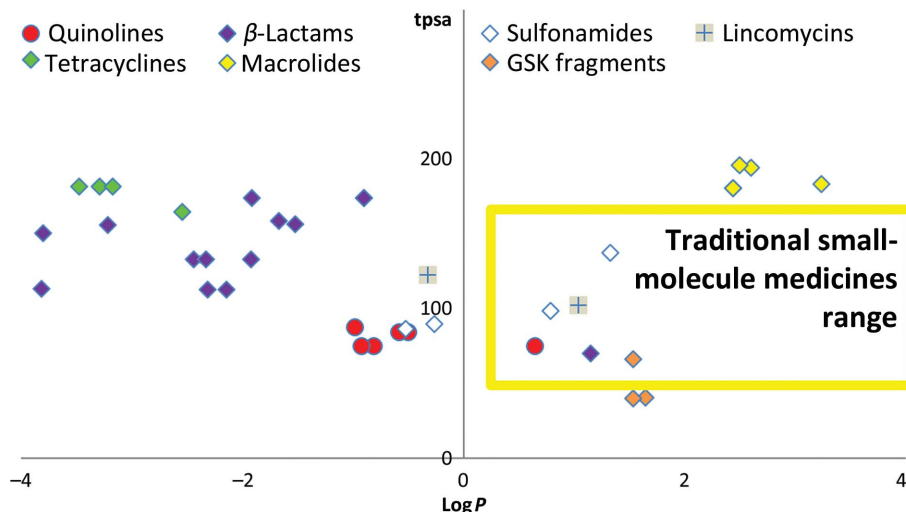 tpsa
Quinolines
β-Lactams
Sulfonamides
Lincomycins
Tetracyclines
Macrolides
GSK fragments
200
Traditional small-
molecule medicines
range
100
0
−4
−2
0
2
4
Log P